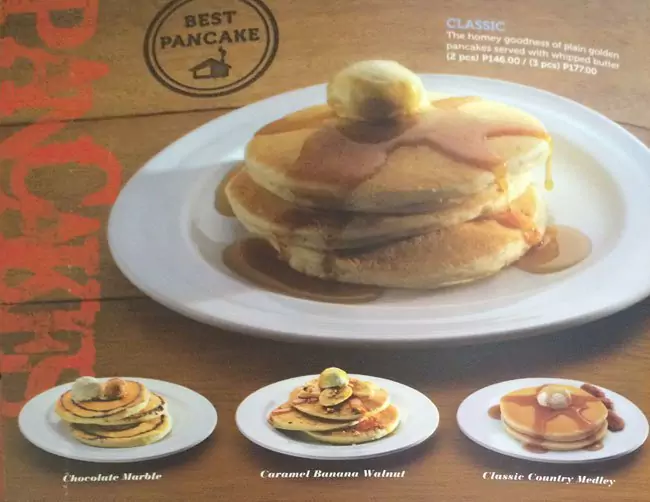 PANCAKES
BEST
PANCAKE
CLASSIC
The homey goodness of plain golden
pancakes served with whipped butter
(2 pcs) P146.00 / (3 pcs) P177.00
Chocolate Marble
Caramel Banana Walnut
Classic Country Medley